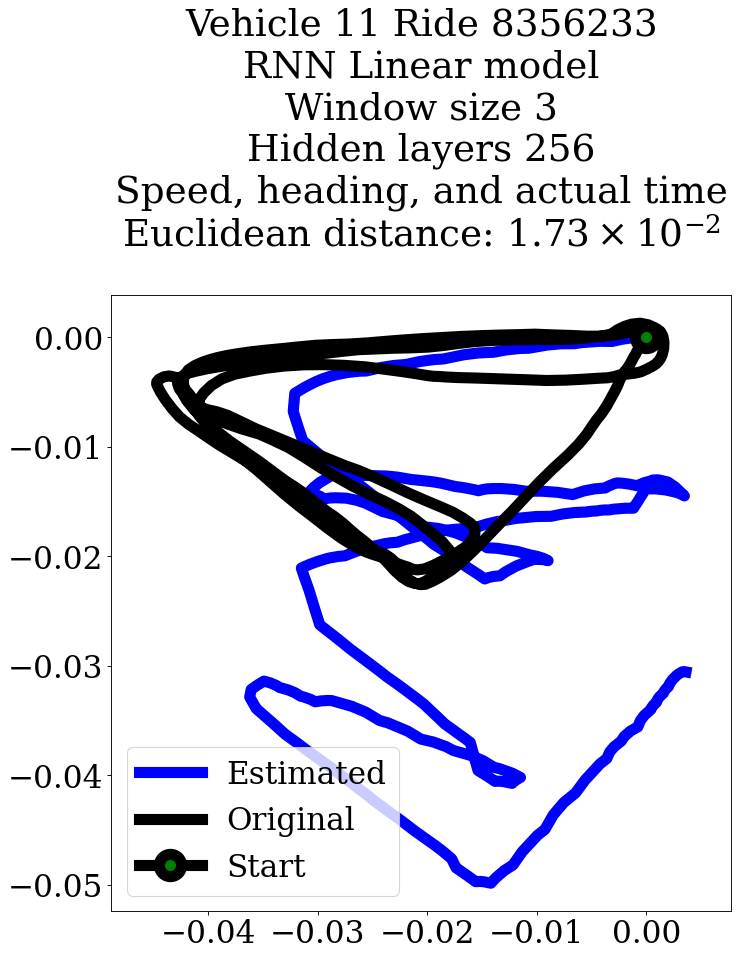 Vehicle 11 Ride 8356233
RNN Linear model
Window size 3
Hidden layers 256
Speed, heading, and actual time
Euclidean distance: 1.73 × 10⁻²
0.00
−0.01
−0.02
−0.03
−0.04
−0.05
Estimated
Original
Start
−0.04 −0.03 −0.02 −0.01 0.00